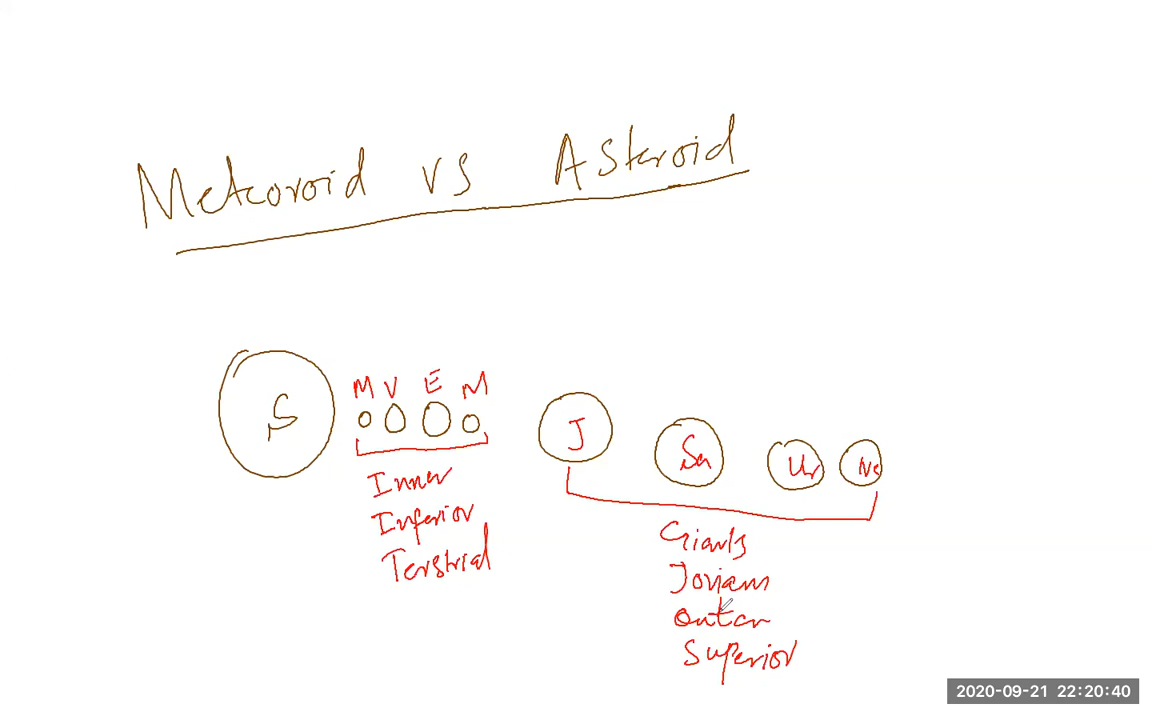 Meteoroid vs Asteroid
S
M V E M
J
Sa
Ur
Ne
Inner
Inferior
Terstrial
Giants
Jovians
Outer
Superior
2020-09-21 22:20:40